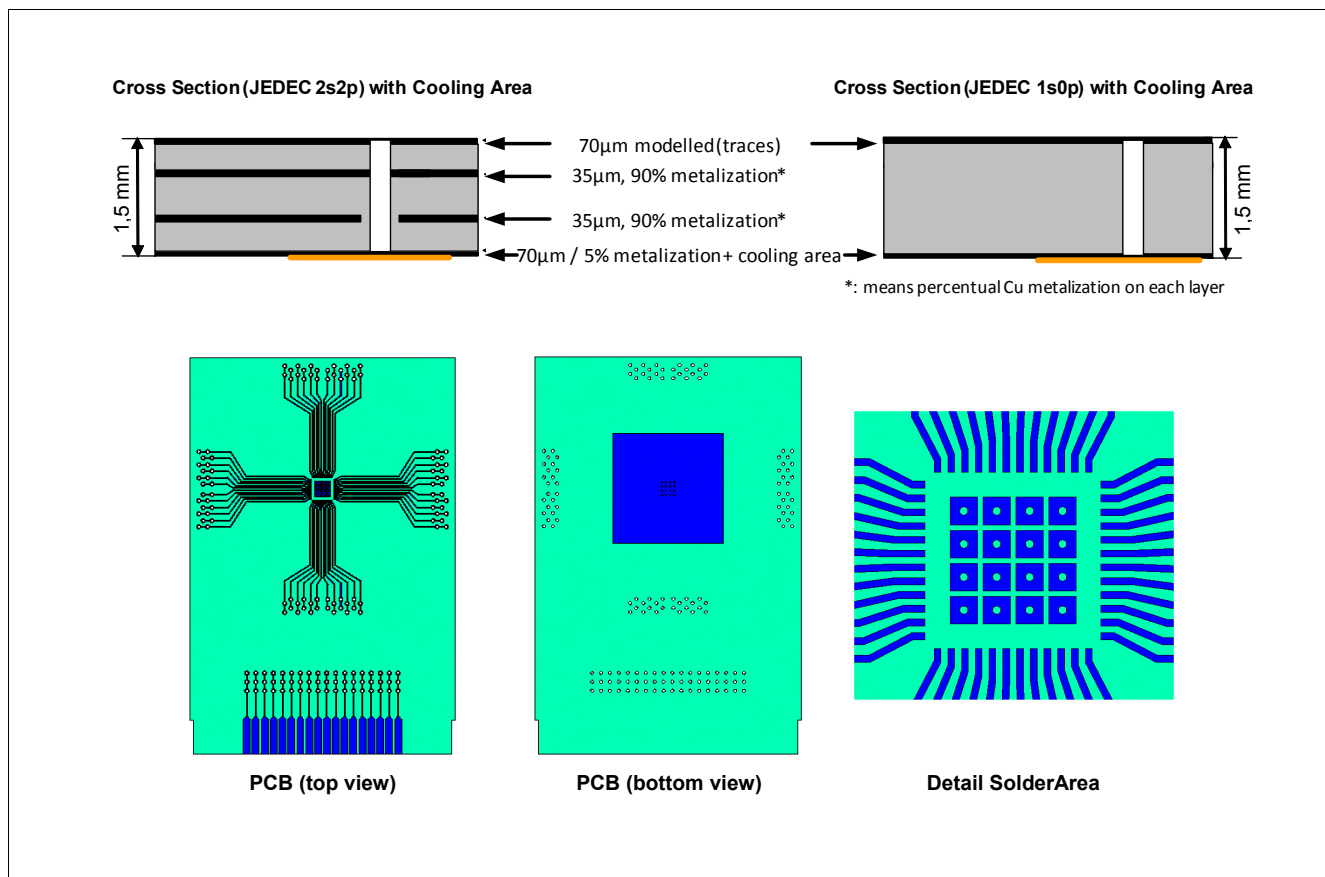 Cross Section (JEDEC 2s2p) with Cooling Area
Cross Section (JEDEC 1s0p) with Cooling Area
1,5 mm
70µm modelled (traces)
35µm, 90% metalization*
35µm, 90% metalization*
70µm / 5% metalization + cooling area
1,5 mm
*: means percentual Cu metalization on each layer
PCB (top view)
PCB (bottom view)
Detail SolderArea